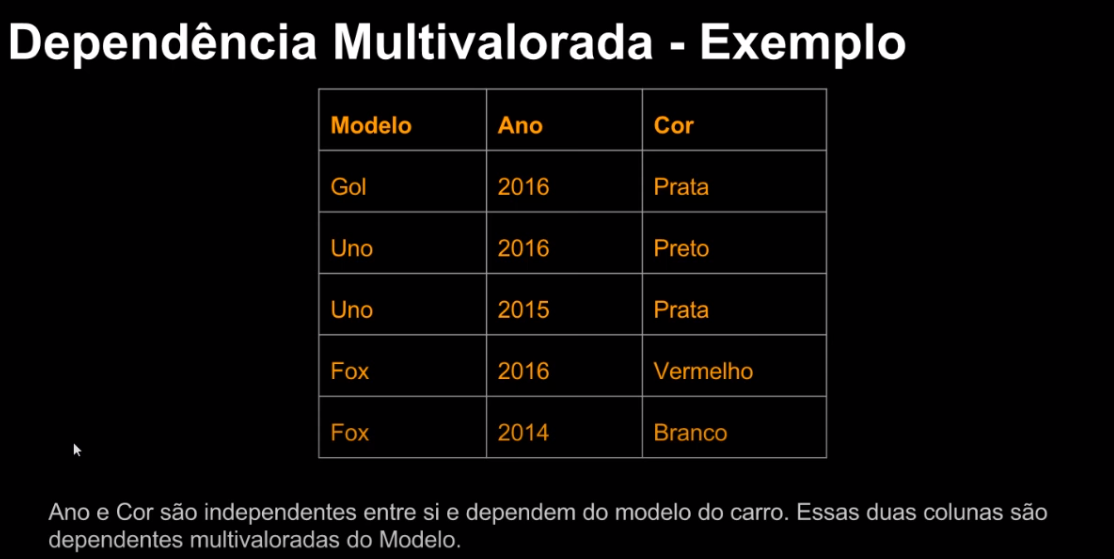 Dependência Multivalorada - Exemplo
Modelo Ano Cor
Gol 2016 Prata
Uno 2016 Preto
Uno 2015 Prata
Fox 2016 Vermelho
Fox 2014 Branco
Ano e Cor são independentes entre si e dependem do modelo do carro. Essas duas colunas são
dependentes multivaloradas do Modelo.